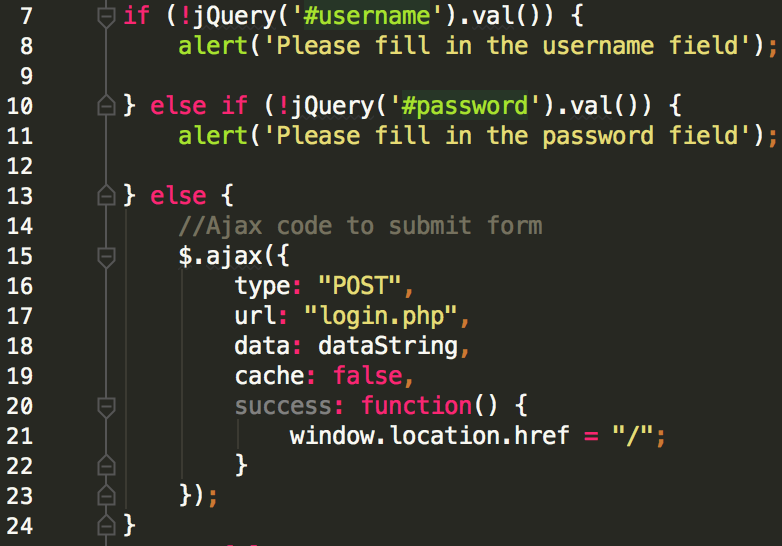 7 if (!jQuery('#username').val()) {
8 alert('Please fill in the username field');
9
10 } else if (!jQuery('#password').val()) {
11 alert('Please fill in the password field');
12
13 } else {
14 //Ajax code to submit form
15 $.ajax({
16 type: "POST",
17 url: "login.php",
18 data: dataString,
19 cache: false,
20 success: function() {
21 window.location.href = "/";
22 }
23 });
24 }